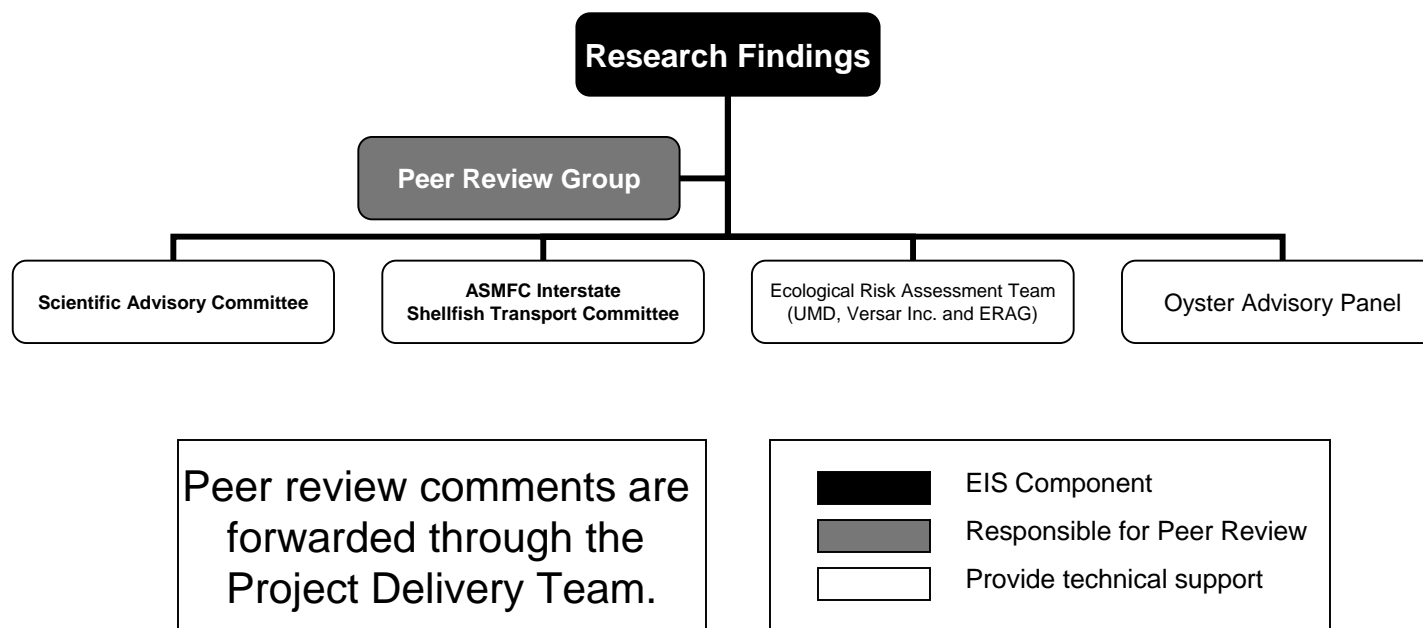 Research Findings
Peer Review Group
Scientific Advisory Committee
ASMFC Interstate
Shellfish Transport Committee
Ecological Risk Assessment Team
(UMD, Versar Inc. and ERAG)
Oyster Advisory Panel
Peer review comments are
forwarded through the
Project Delivery Team.
EIS Component
Responsible for Peer Review
Provide technical support